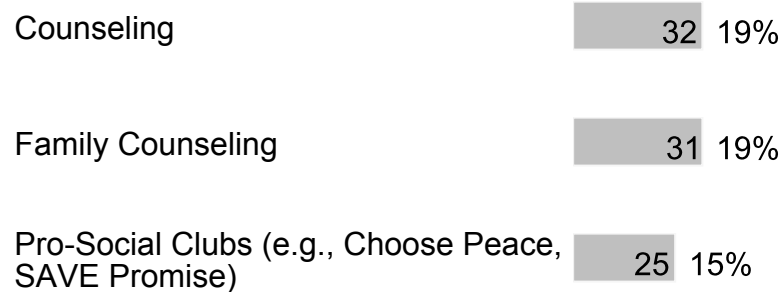 Counseling 32 19%
Family Counseling 31 19%
Pro-Social Clubs (e.g., Choose Peace,
SAVE Promise) 25 15%